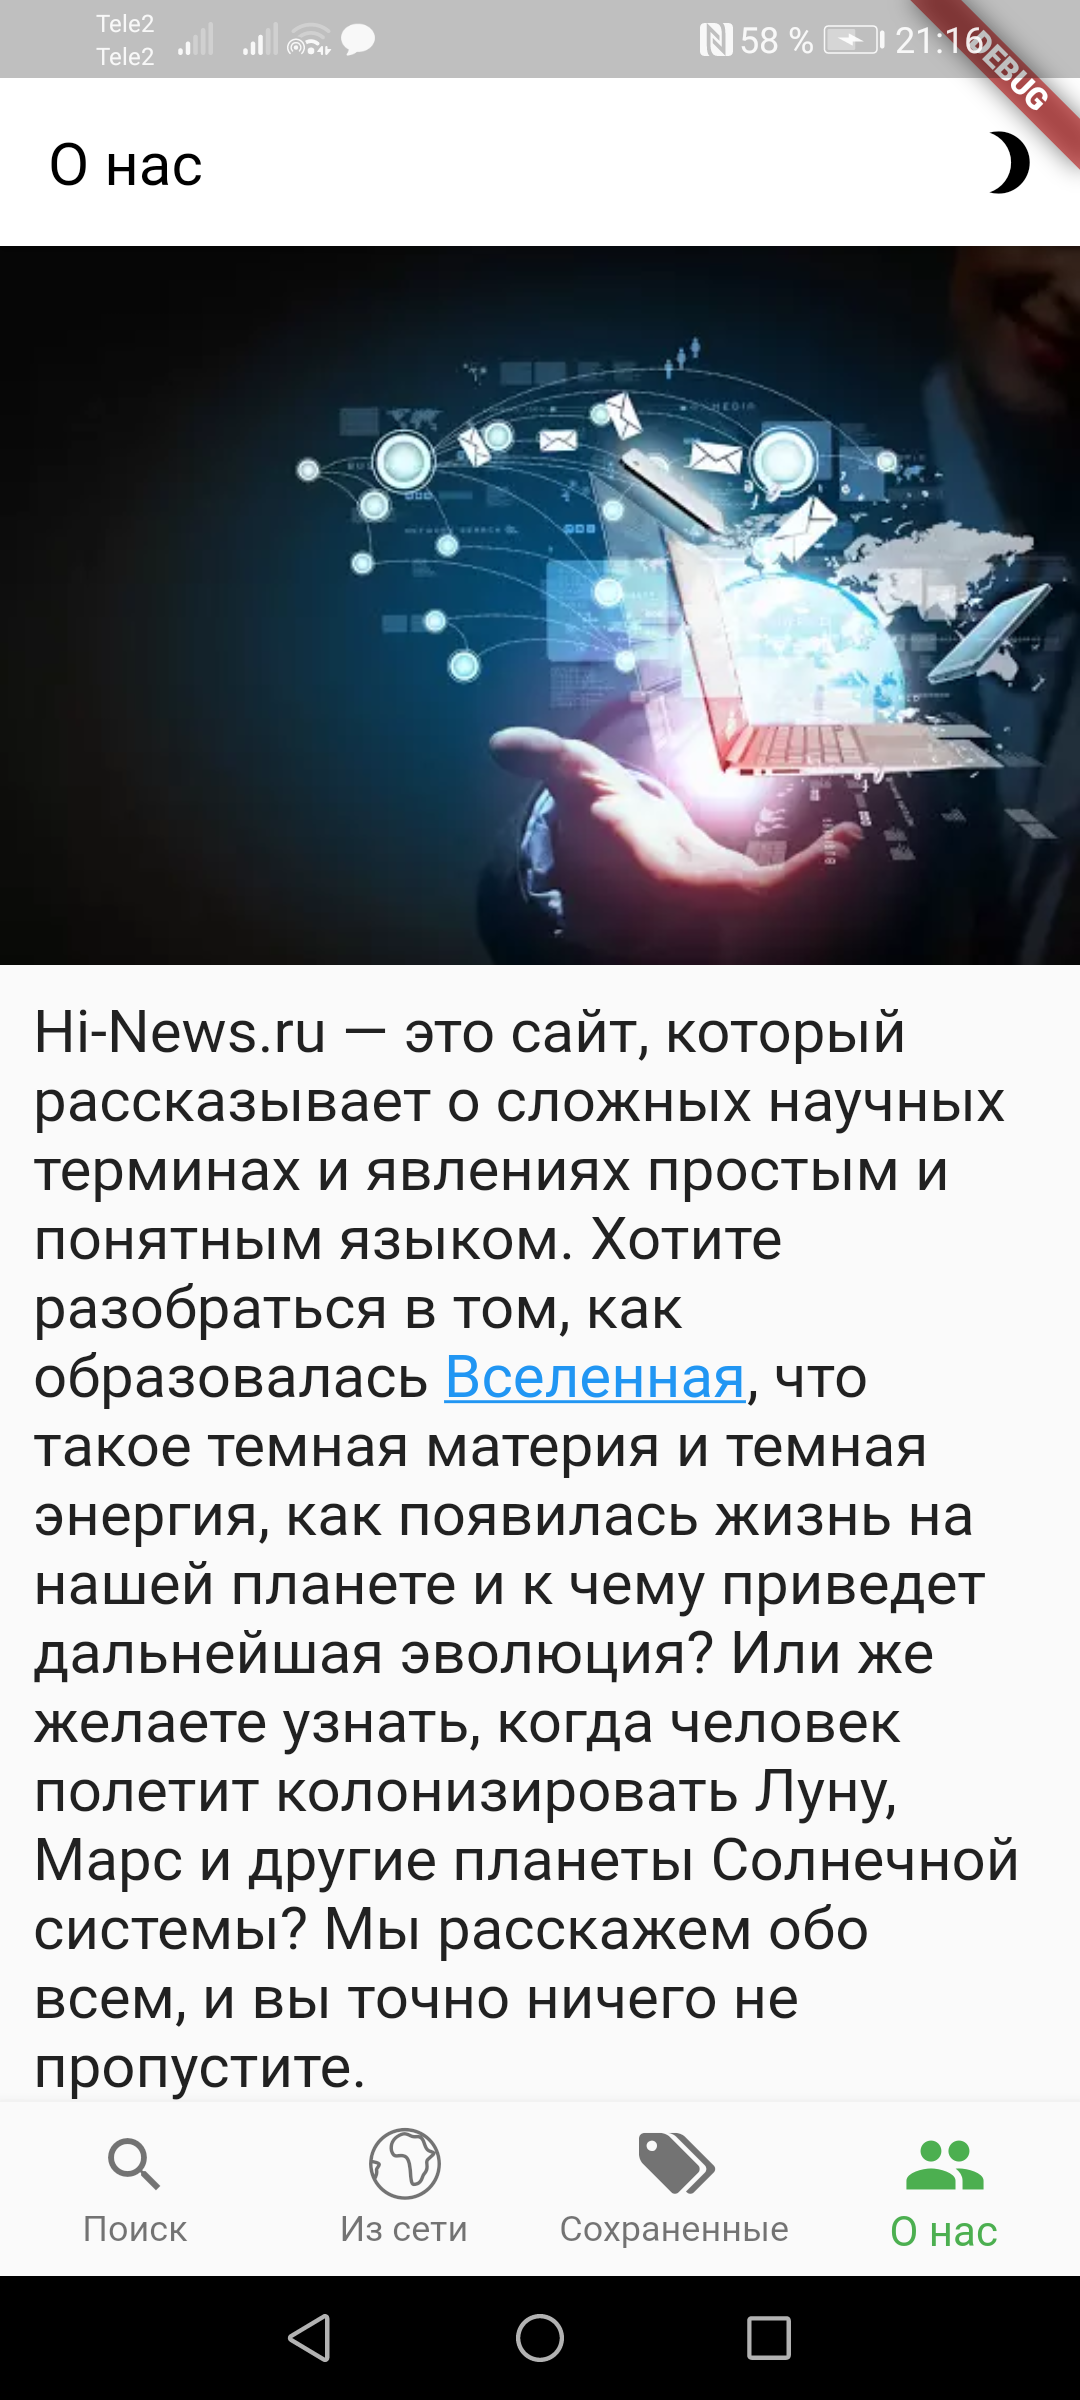 Tele2
Tele2
58 %
21:16
DEBUG
О нас
Hi-News.ru — это сайт, который
рассказывает о сложных научных
терминах и явлениях простым и
понятным языком. Хотите
разобраться в том, как
образовалась Вселенная, что
такое темная материя и темная
энергия, как появилась жизнь на
нашей планете и к чему приведет
дальнейшая эволюция? Или же
желаете узнать, когда человек
полетит колонизировать Луну,
Марс и другие планеты Солнечной
системы? Мы расскажем обо
всем, и вы точно ничего не
пропустите.
Поиск
Из сети
Сохраненные
О нас